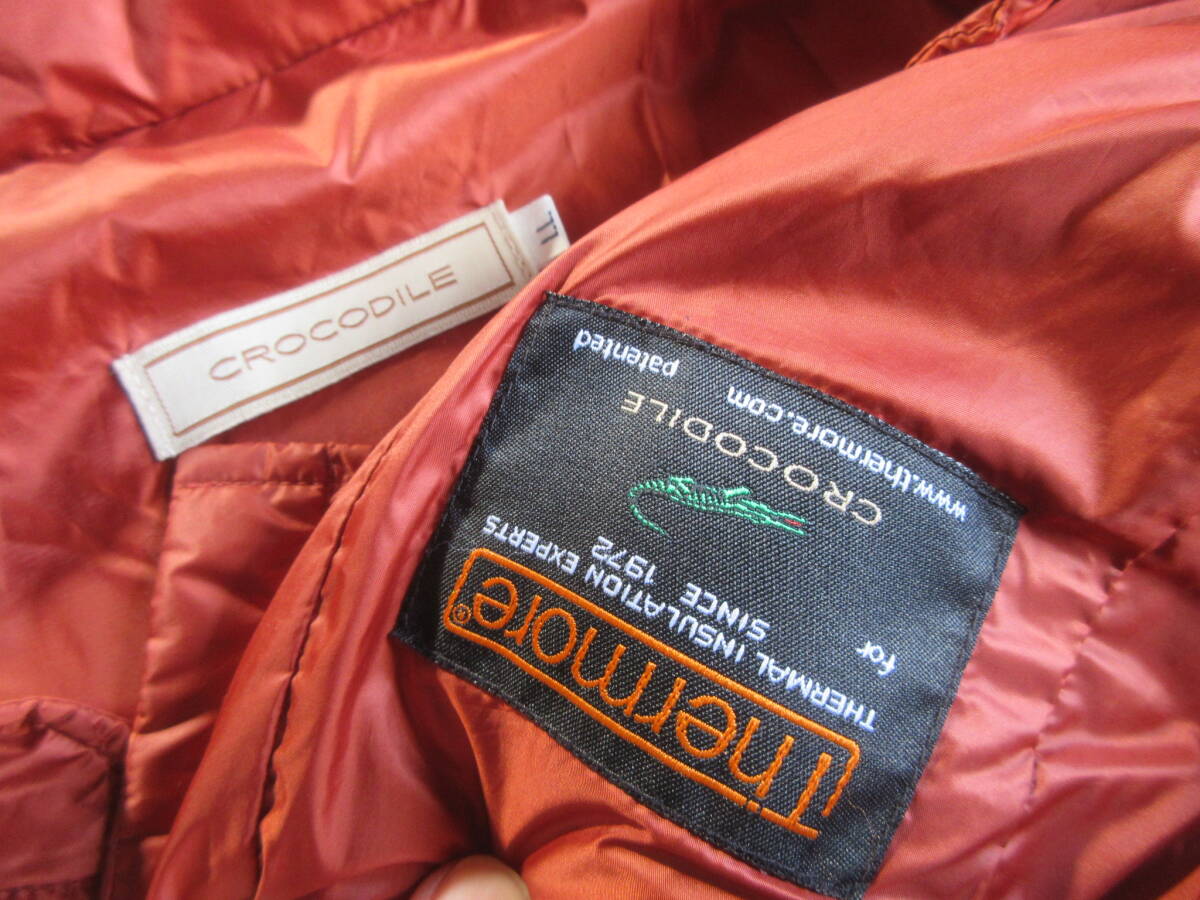 CROCODILE
LL
Thermore®
THERMAL INSULATION EXPERTS
SINCE 1972
for
CROCODILE
www.thermore.com
patented